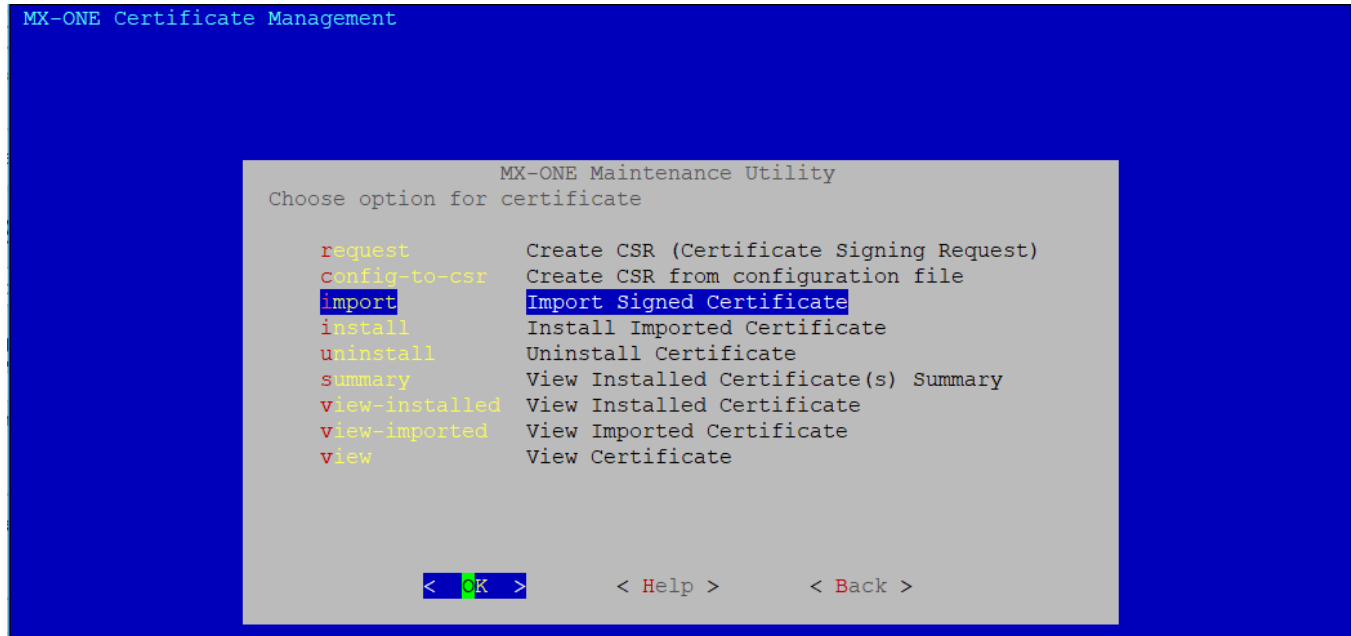 MX-ONE Certificate Management
MX-ONE Maintenance Utility
Choose option for certificate
request Create CSR (Certificate Signing Request)
config-to-csr Create CSR from configuration file
import Import Signed Certificate
install Install Imported Certificate
uninstall Uninstall Certificate
summary View Installed Certificate(s) Summary
view-installed View Installed Certificate
view-imported View Imported Certificate
view View Certificate
< OK > < Help > < Back >